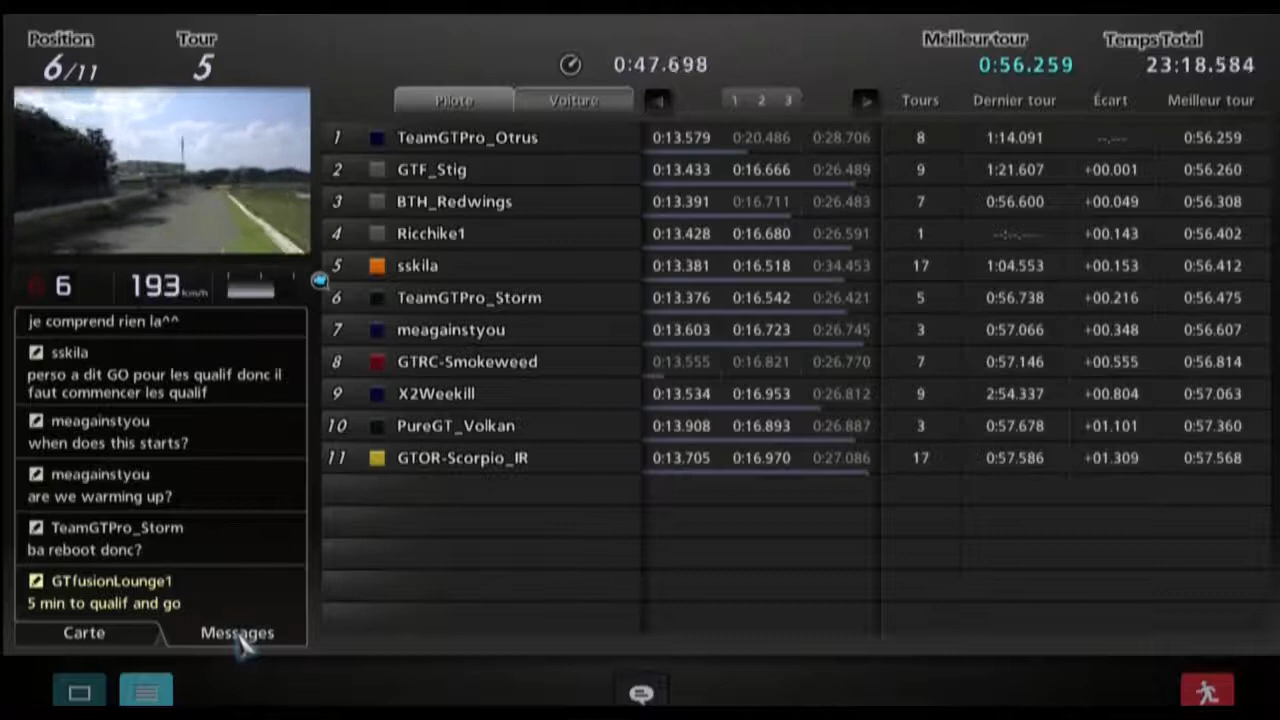 Position
Tour
6/11
5
0:47.698
Meilleur tour
Temps Total
0:56.259
23:18.584
Pilote
Voiture
1 2 3
Tours
Dernier tour
Écart
Meilleur tour
1 TeamGTPro_Otrus 0:13.579 0:20.486 0:28.706 8 1:14.091 --.--- 0:56.259
2 GTF_Stig 0:13.433 0:16.666 0:26.489 9 1:21.607 +00.001 0:56.260
3 BTH_Redwings 0:13.391 0:16.711 0:26.483 7 0:56.600 +00.049 0:56.308
4 Ricchike1 0:13.428 0:16.680 0:26.591 1 --:--.--- +00.143 0:56.402
5 sskila 0:13.381 0:16.518 0:34.453 17 1:04.553 +00.153 0:56.412
6 TeamGTPro_Storm 0:13.376 0:16.542 0:26.421 5 0:56.738 +00.216 0:56.475
7 meagainstyou 0:13.603 0:16.723 0:26.745 3 0:57.066 +00.348 0:56.607
8 GTRC-Smokeweed 0:13.555 0:16.821 0:26.770 7 0:57.146 +00.555 0:56.814
9 X2Weekill 0:13.534 0:16.953 0:26.812 9 2:54.337 +00.804 0:57.063
10 PureGT_Volkan 0:13.908 0:16.893 0:26.887 3 0:57.678 +01.101 0:57.360
11 GTOR-Scorpio_IR 0:13.705 0:16.970 0:27.086 17 0:57.586 +01.309 0:57.568
6
193 km/h
je comprend rien la^^
sskila
perso a dit GO pour les qualif donc il
faut commencer les qualif
meagainstyou
when does this starts?
meagainstyou
are we warming up?
TeamGTPro_Storm
ba reboot donc?
GTfusionLounge1
5 min to qualif and go
Carte
Messages